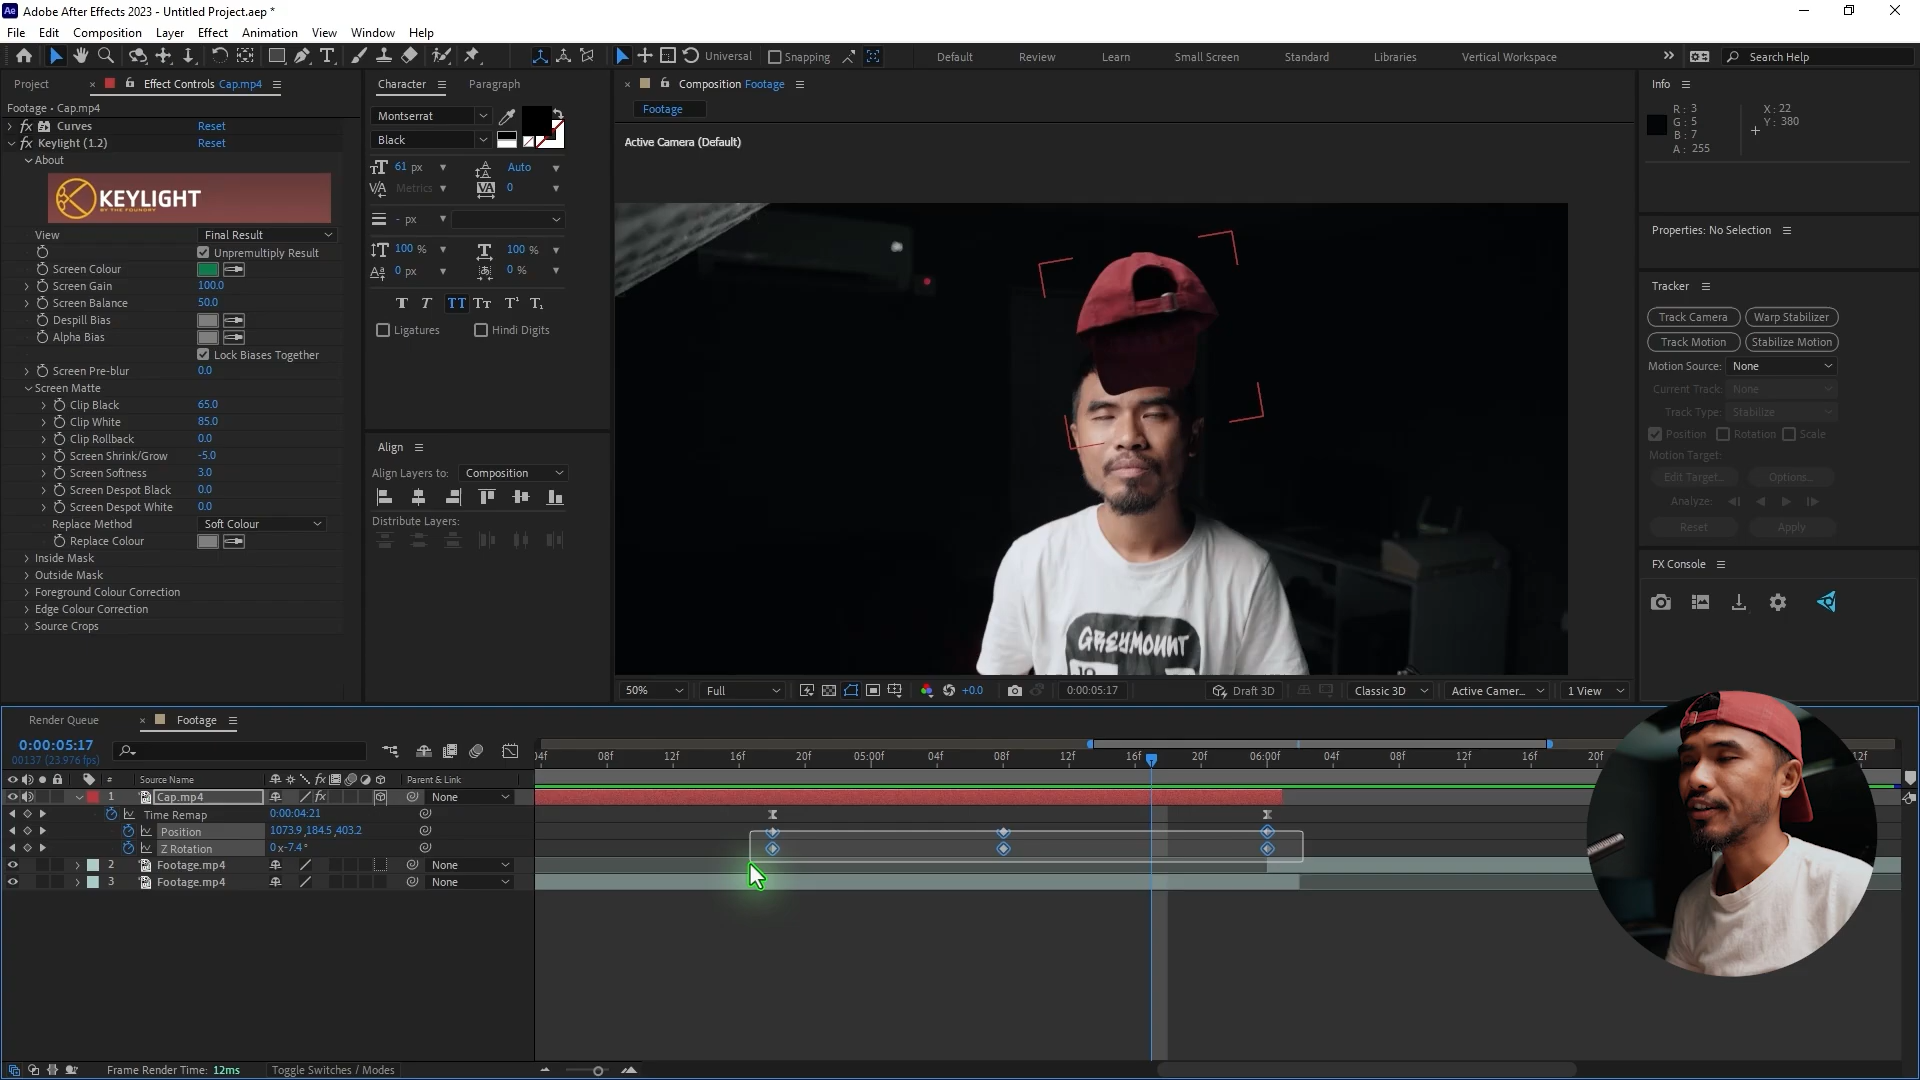 Adobe After Effects 2023 - Untitled Project.aep *
File Edit Composition Layer Effect Animation View Window Help
Universal Snapping Default Review Learn Small Screen Standard Libraries Vertical Workspace Search Help
Project Effect Controls Cap.mp4
Footage • Cap.mp4
fx Curves Reset
fx Keylight (1.2) Reset
About
KEYLIGHT
BY THE FOUNDRY
View Final Result
Unpremultiply Result
Screen Colour
Screen Gain 100.0
Screen Balance 50.0
Despill Bias
Alpha Bias
Lock Biases Together
Screen Pre-blur 0.0
Screen Matte
Clip Black 65.0
Clip White 85.0
Clip Rollback 0.0
Screen Shrink/Grow -5.0
Screen Softness 3.0
Screen Despot Black 0.0
Screen Despot White 0.0
Replace Method Soft Colour
Replace Colour
Inside Mask
Outside Mask
Foreground Colour Correction
Edge Colour Correction
Source Crops
Character Paragraph
Montserrat
Black
61 px Auto
Metrics 0
- px
100 % 100 %
0 px 0 %
Ligatures Hindi Digits
Align
Align Layers to: Composition
Distribute Layers:
Composition Footage
Footage
Active Camera (Default)
GREYMOUNT
10
50% Full +0.0 0:00:05:17 Draft 3D Classic 3D Active Camer... 1 View
Info
R: 3 X: 22
G: 5 Y: 380
B: 7
A: 255
Properties: No Selection
Tracker
Track Camera Warp Stabilizer
Track Motion Stabilize Motion
Motion Source: None
Current Track: None
Track Type: Stabilize
Position Rotation Scale
Motion Target:
Edit Target... Options...
Analyze:
Reset Apply
FX Console
Render Queue Footage
0:00:05:17
00137 (23.976 fps)
04f 08f 12f 16f 20f 05:00f 04f 08f 12f 16f 20f 06:00f 04f 08f 12f 16f 20f 12f
# Source Name fx Parent & Link
1 Cap.mp4 fx None
Time Remap 0:00:04:21
Position 1073.9,184.5,403.2
Z Rotation 0x-7.4°
2 Footage.mp4 None
3 Footage.mp4 None
Frame Render Time: 12ms Toggle Switches / Modes